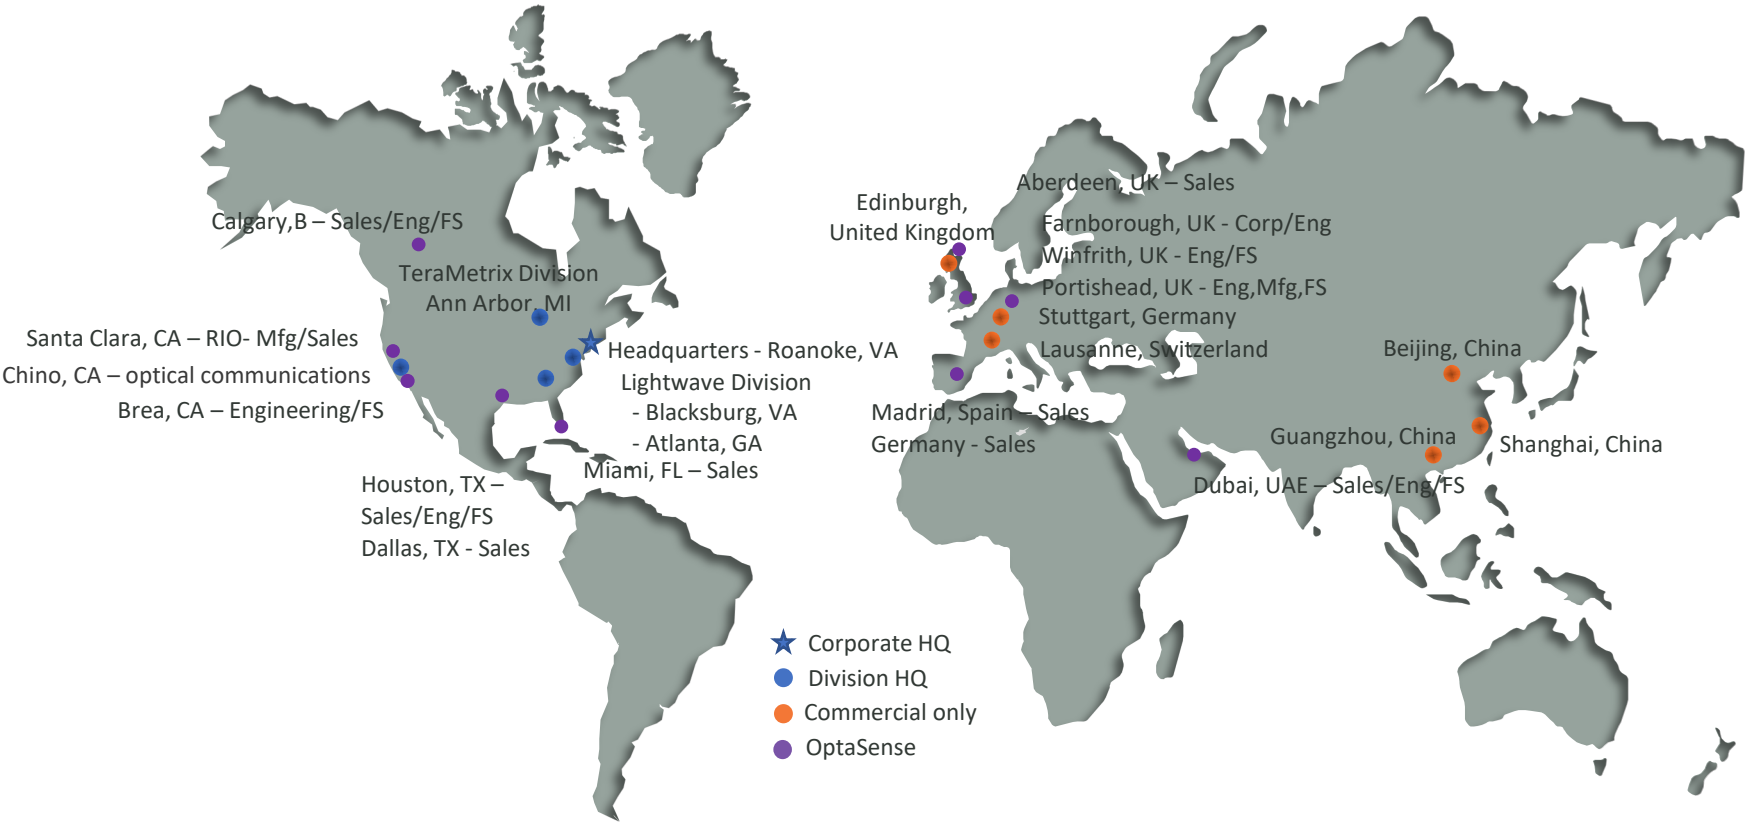 Aberdeen, UK – Sales
Edinburgh,
United Kingdom
Calgary,B – Sales/Eng/FS
Farnborough, UK - Corp/Eng
Winfrith, UK - Eng/FS
Portishead, UK - Eng,Mfg,FS
Stuttgart, Germany
Lausanne, Switzerland
TeraMetrix Division
Ann Arbor, MI
Santa Clara, CA – RIO- Mfg/Sales
Chino, CA – optical communications
Brea, CA – Engineering/FS
Headquarters - Roanoke, VA
Lightwave Division
- Blacksburg, VA
- Atlanta, GA
Miami, FL – Sales
Houston, TX –
Sales/Eng/FS
Dallas, TX - Sales
Madrid, Spain – Sales
Germany - Sales
Beijing, China
Guangzhou, China
Shanghai, China
Dubai, UAE – Sales/Eng/FS
Corporate HQ
Division HQ
Commercial only
OptaSense